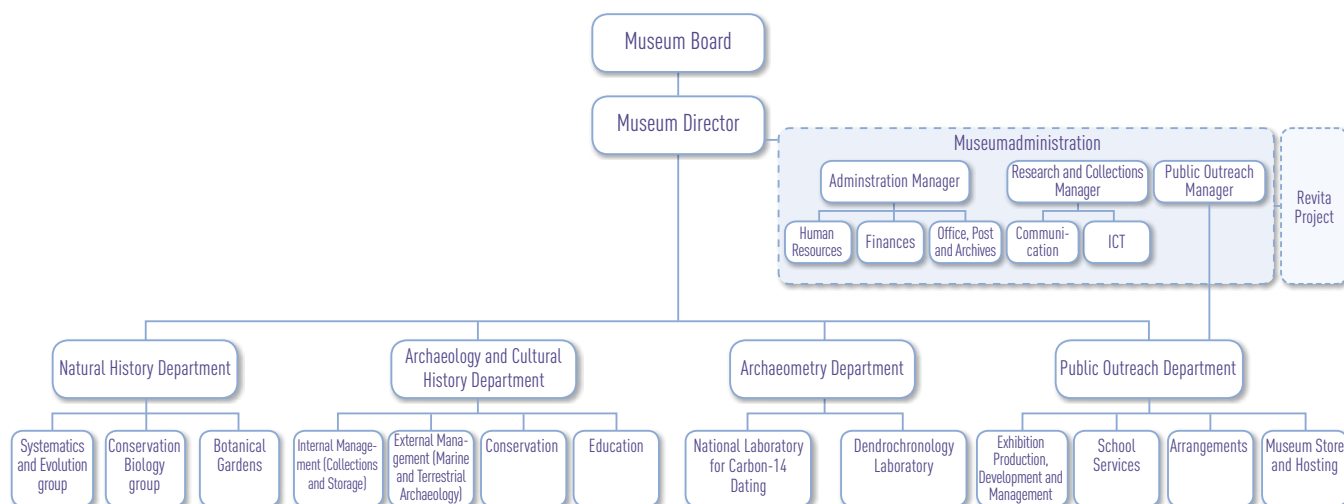 Museum Board
Museum Director
Museumadministration
Adminstration Manager
Research and Collections
Manager
Public Outreach
Manager
Revita
Project
Human
Resources
Finances
Office, Post
and Archives
Communi-
cation
ICT
Natural History Department
Archaeology and Cultural
History Department
Archaeometry Department
Public Outreach Department
Systematics
and Evolution
group
Conservation
Biology
group
Botanical
Gardens
Internal Manage-
ment (Collections
and Storage)
External Mana-
gement (Marine
and Terrestrial
Archaeology)
Conservation
Education
National Laboratory
for Carbon-14
Dating
Dendrochronology
Laboratory
Exhibition
Production,
Development and
Management
School
Services
Arrangements
Museum Store
and Hosting